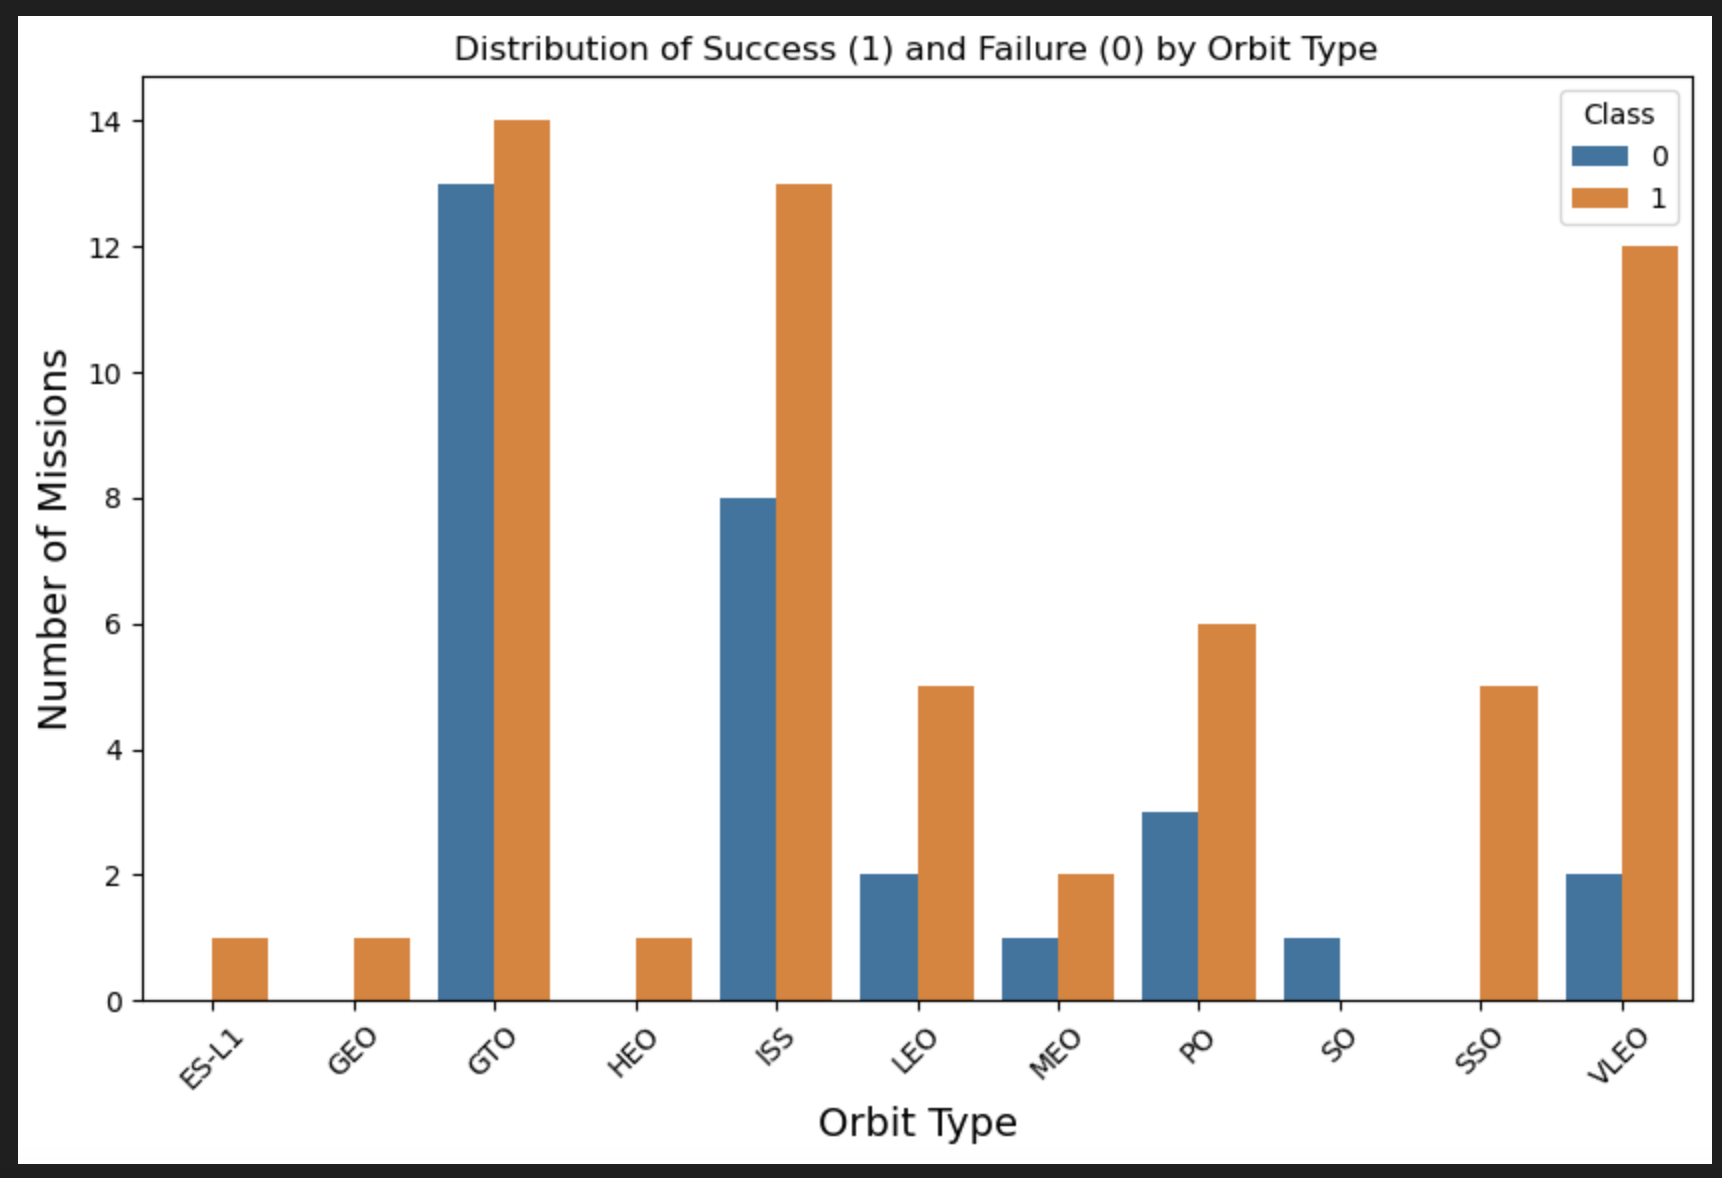 Distribution of Success (1) and Failure (0) by Orbit Type
Class
0
1
Number of Missions
14
12
10
8
6
4
2
0
ES-L1
GEO
GTO
HEO
ISS
LEO
MEO
PO
SO
SSO
VLEO
Orbit Type